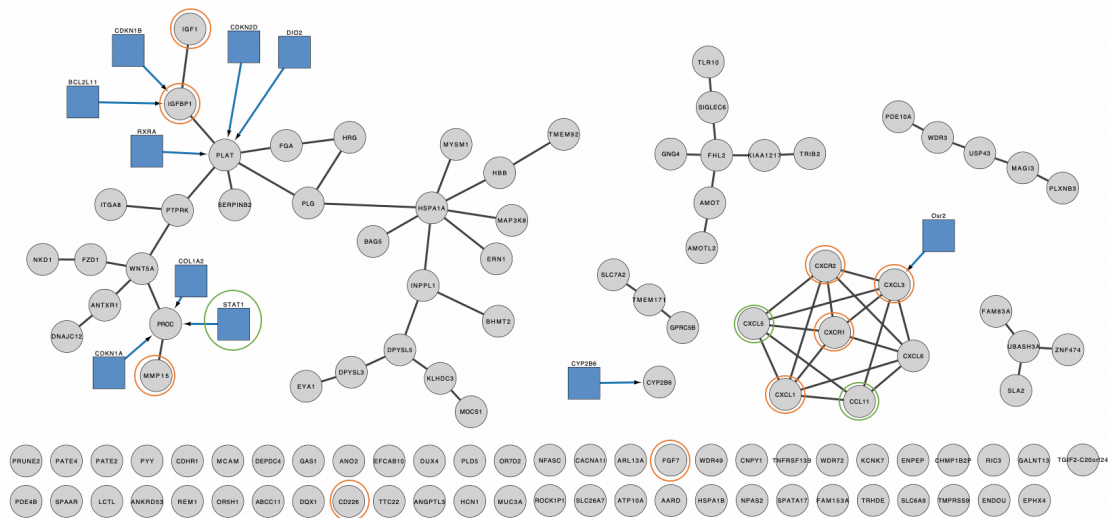 CDKN1B
IGF1
CDKN2D
DIO2
BCL2L11
IGFBP1
RXRA
PLAT
FGA
HRG
MYSM1
TMEM92
HBB
ITGA8
PTPRK
SERPINB2
PLG
HSPA1A
MAP3K8
BAG5
ERN1
NKD1
FZD1
WNT5A
COL1A2
INPPL1
ANTXR1
STAT1
DNAJC12
PROC
BHMT2
CDKN1A
MMP15
DPYSL5
DPYSL3
EYA1
KLHDC3
MOCS1
TLR10
SIGLEC6
GNG4
FHL2
KIAA1217
TRIB2
AMOT
AMOTL2
PDE10A
WDR3
USP43
MAGI3
PLXNB3
Osr2
CXCR2
CXCL3
CXCL5
CXCR1
CXCL6
CXCL1
CCL11
SLC7A2
TMEM171
GPRC5B
CYP2B6
CYP2B6
FAM83A
UBASH3A
ZNF474
SLA2
PRUNE2 PATE4 PATE2 PYY CDHR1 MCAM DEPDC4 GAS1 ANO2 EFCAB10 DUX4 PLD5 OR7D2 NFASC CACNA1I ARL13A FGF7 WDR49 CNPY1 TNFRSF13B WDR72 KCNK7 ENPEP CHMP1B2P RIC3 GALNT13 TGIF2-C20orf24
PDE4B SPAAR LCTL ANKRD53 REM1 OR5H1 ABCC11 DQX1 CD226 TTC22 ANGPTL3 HCN1 MUC3A ROCK1P1 SLC26A7 ATP10A AARD HSPA1B NPAS2 SPATA17 FAM153A TRHDE SLC6A9 TMPRSS9 ENDOU EPHX4